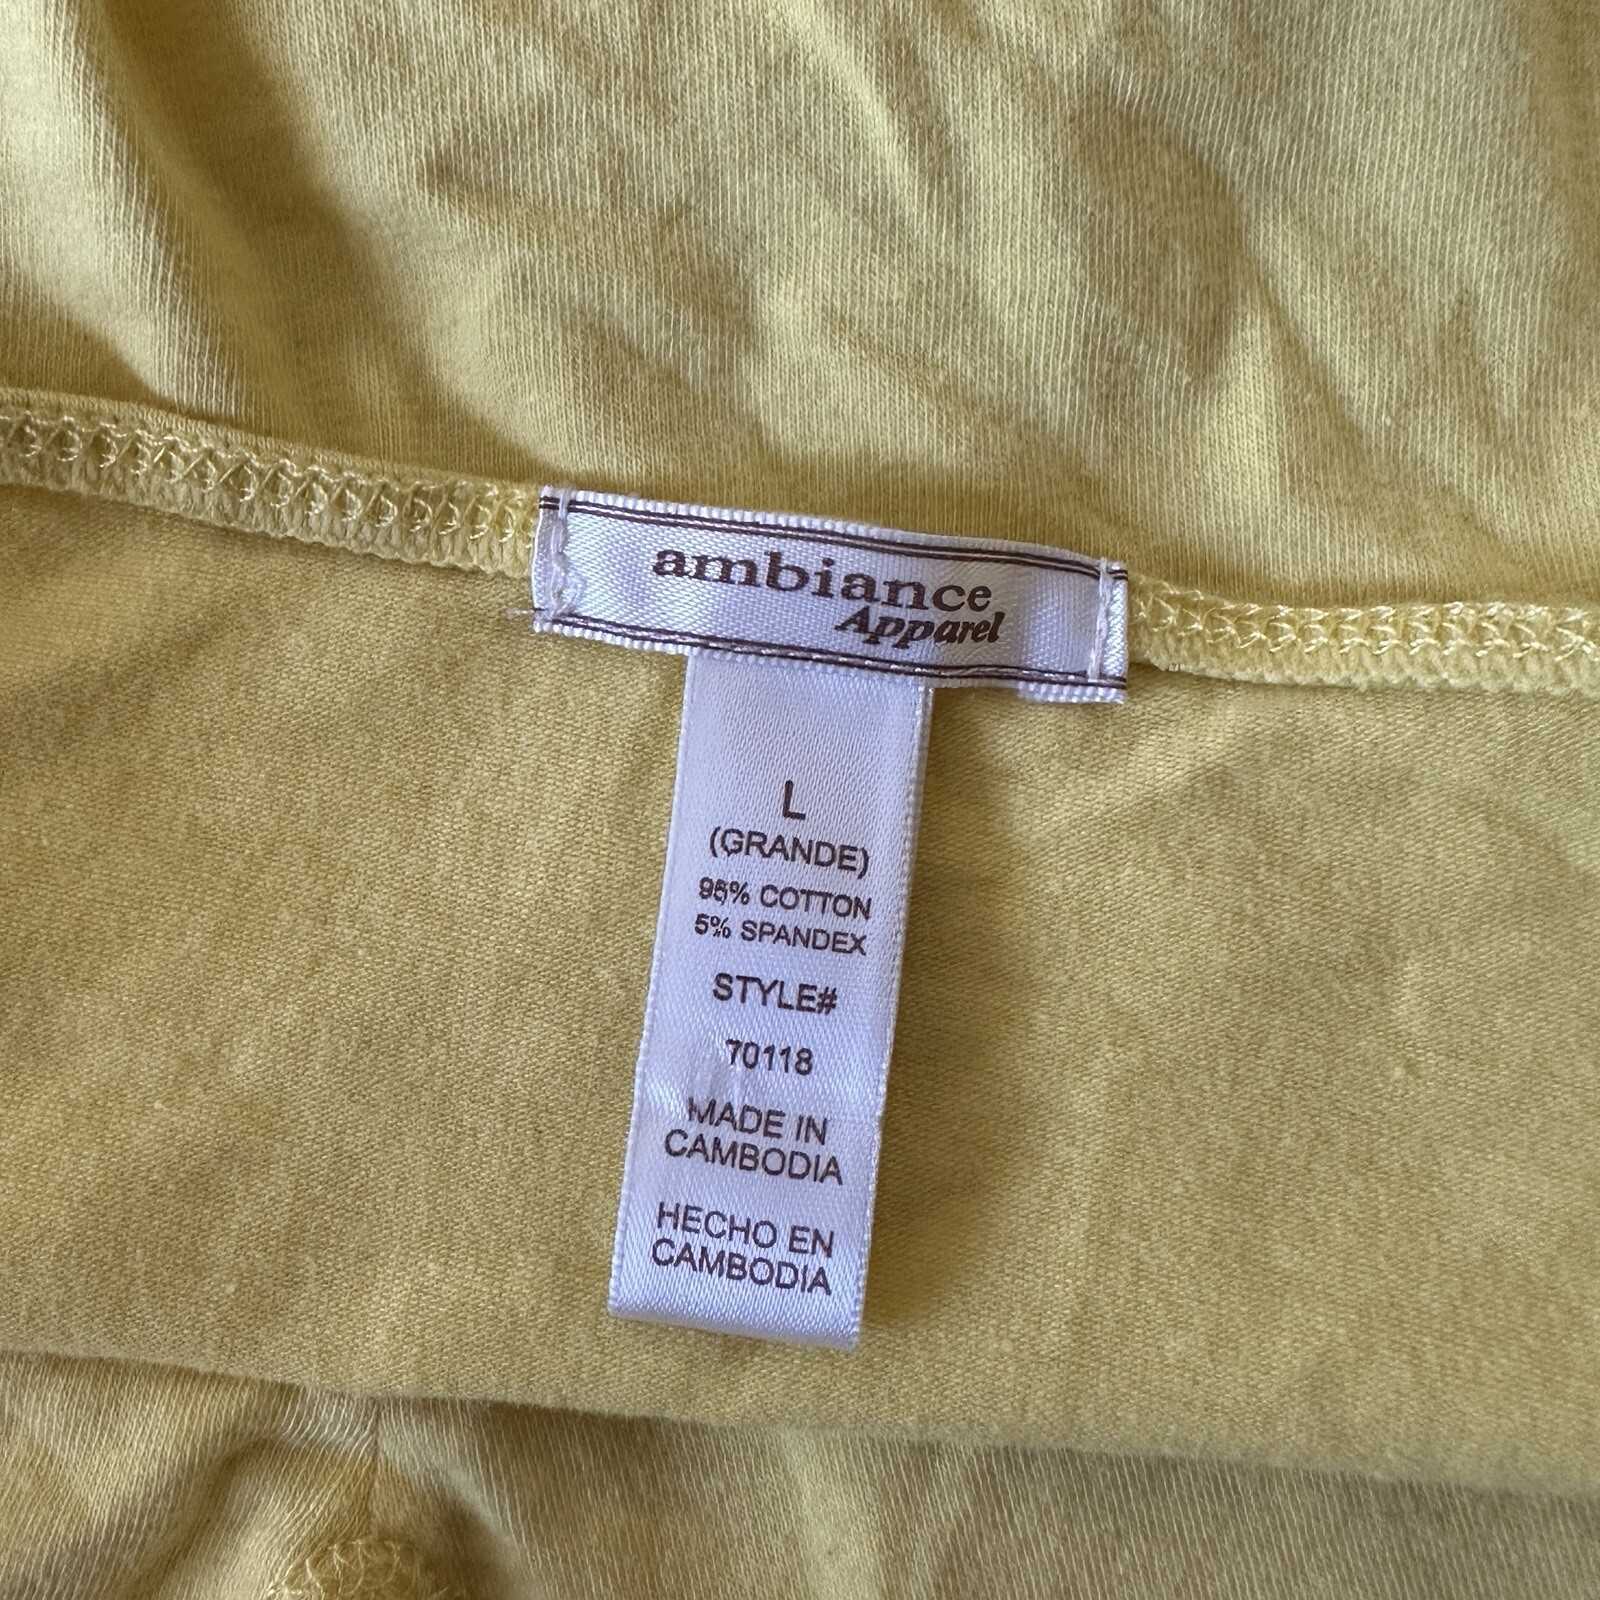 ambiance
Apparel
L
(GRANDE)
95% COTTON
5% SPANDEX
STYLE#
70118
MADE IN
CAMBODIA
HECHO EN
CAMBODIA